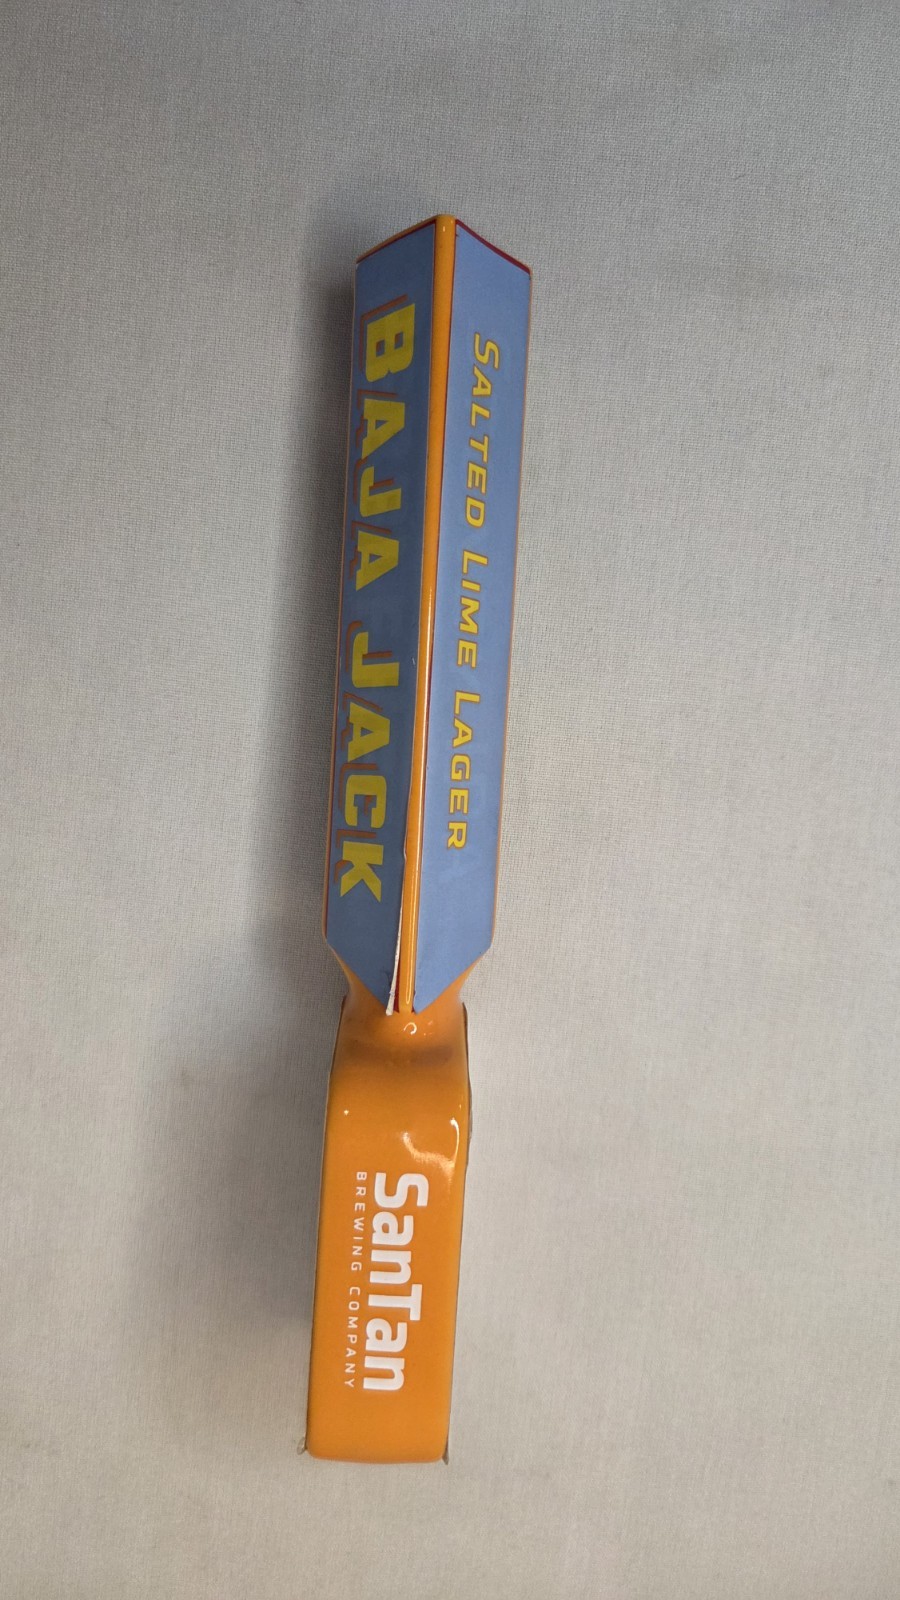 BAJA JACK
SALTED LIME LAGER
SanTan
BREWING COMPANY